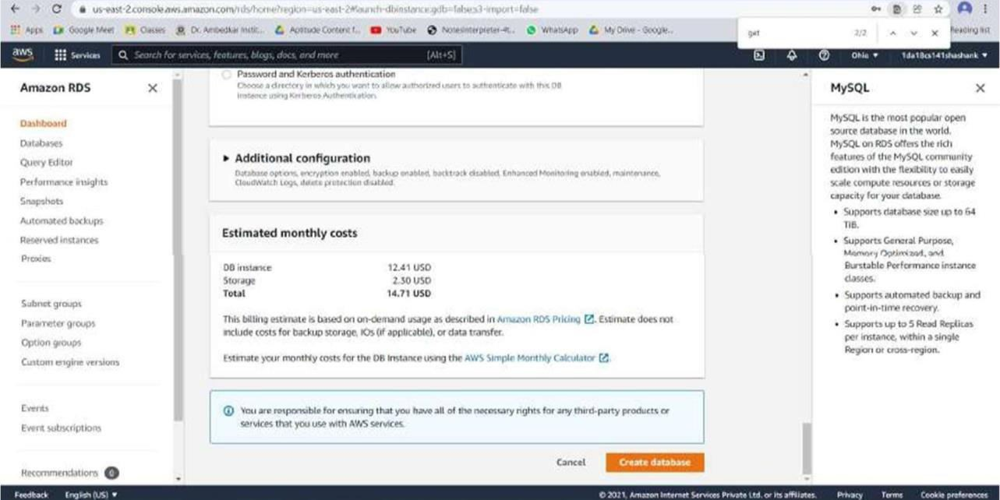 us-east-2.console.aws.amazon.com/rds/home?region=us-east-2#launch-dbinstance:gdb=false;s3-import=false
Apps Google Meet Classes Dr. Ambedkar Instit... Aptitude Content f... YouTube NotesInterpreter-4t... WhatsApp My Drive - Google... Reading list
get 2/2
aws Services Search for services, features, blogs, docs, and more [Alt+S] Ohio 1da18cs141shashank
Amazon RDS
Dashboard
Databases
Query Editor
Performance insights
Snapshots
Automated backups
Reserved instances
Proxies
Subnet groups
Parameter groups
Option groups
Custom engine versions
Events
Event subscriptions
Recommendations 0
Password and Kerberos authentication
Choose a directory in which you want to allow authorized users to authenticate with this DB
instance using Kerberos Authentication.
Additional configuration
Database options, encryption enabled, backup enabled, backtrack disabled, Enhanced Monitoring enabled, maintenance,
CloudWatch Logs, delete protection disabled.
Estimated monthly costs
DB instance 12.41 USD
Storage 2.30 USD
Total 14.71 USD
This billing estimate is based on on-demand usage as described in Amazon RDS Pricing. Estimate does not
include costs for backup storage, IOs (if applicable), or data transfer.
Estimate your monthly costs for the DB Instance using the AWS Simple Monthly Calculator.
You are responsible for ensuring that you have all of the necessary rights for any third-party products or
services that you use with AWS services.
Cancel Create database
MySQL
MySQL is the most popular open
source database in the world.
MySQL on RDS offers the rich
features of the MySQL community
edition with the flexibility to easily
scale compute resources or storage
capacity for your database.
• Supports database size up to 64
TiB.
• Supports General Purpose,
Memory Optimized, and
Burstable Performance instance
classes.
• Supports automated backup and
point-in-time recovery.
• Supports up to 5 Read Replicas
per instance, within a single
Region or cross-region.
Feedback English (US) © 2021, Amazon Internet Services Private Ltd. or its affiliates. Privacy Terms Cookie preferences